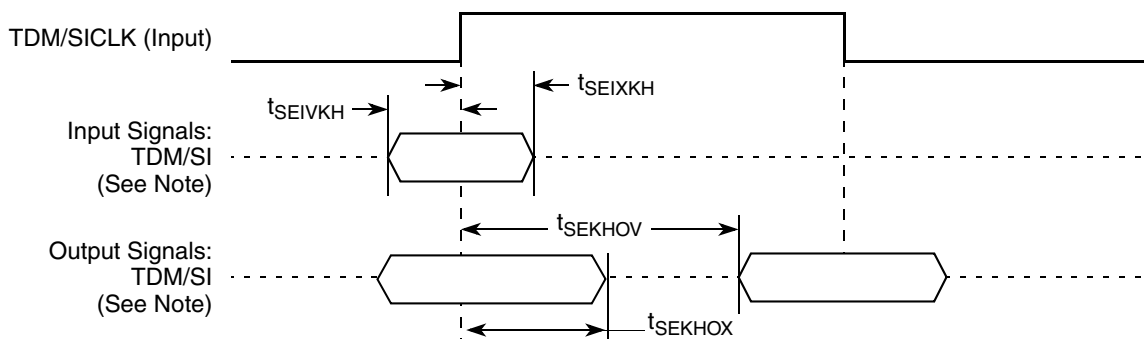 TDM/SICLK (Input)
tSEIXKH
tSEIVKH
Input Signals:
TDM/SI
(See Note)
tSEKHOV
Output Signals:
TDM/SI
(See Note)
tSEKHOX